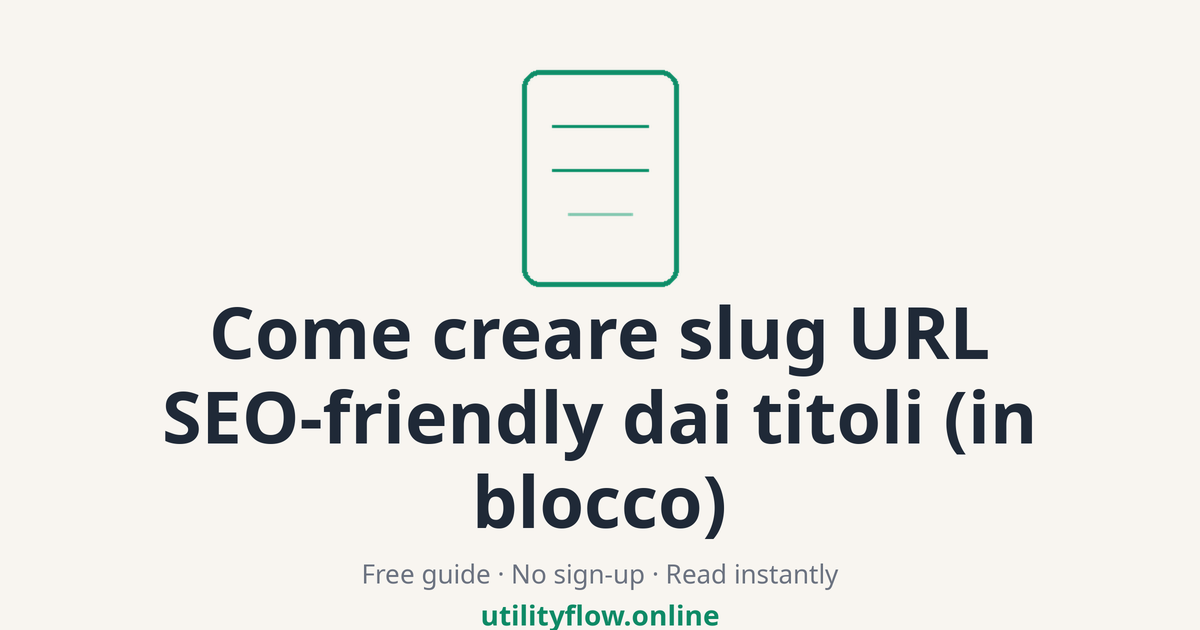 Come creare slug URL
SEO-friendly dai titoli (in
blocco)
Free guide · No sign-up · Read instantly
utilityflow.online